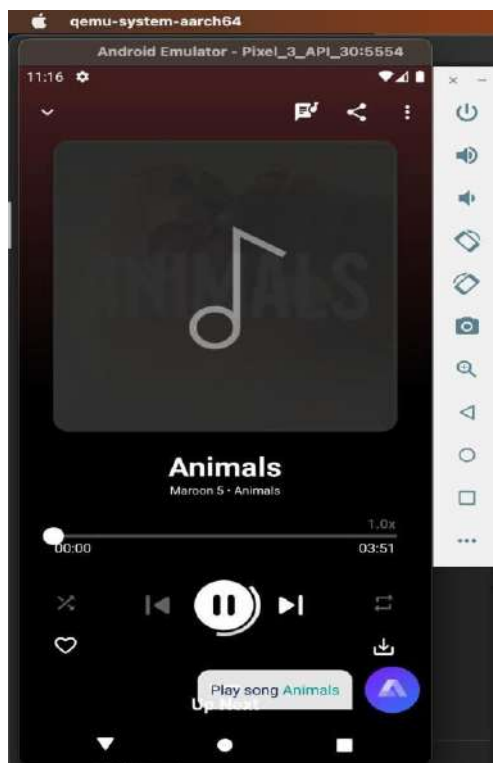 qemu-system-aarch64
Android Emulator - Pixel_3_API_30:5554
11:16
ANIMALS
Animals
Maroon 5 · Animals
1.0x
00:00
03:51
Play song Animals
Up Next